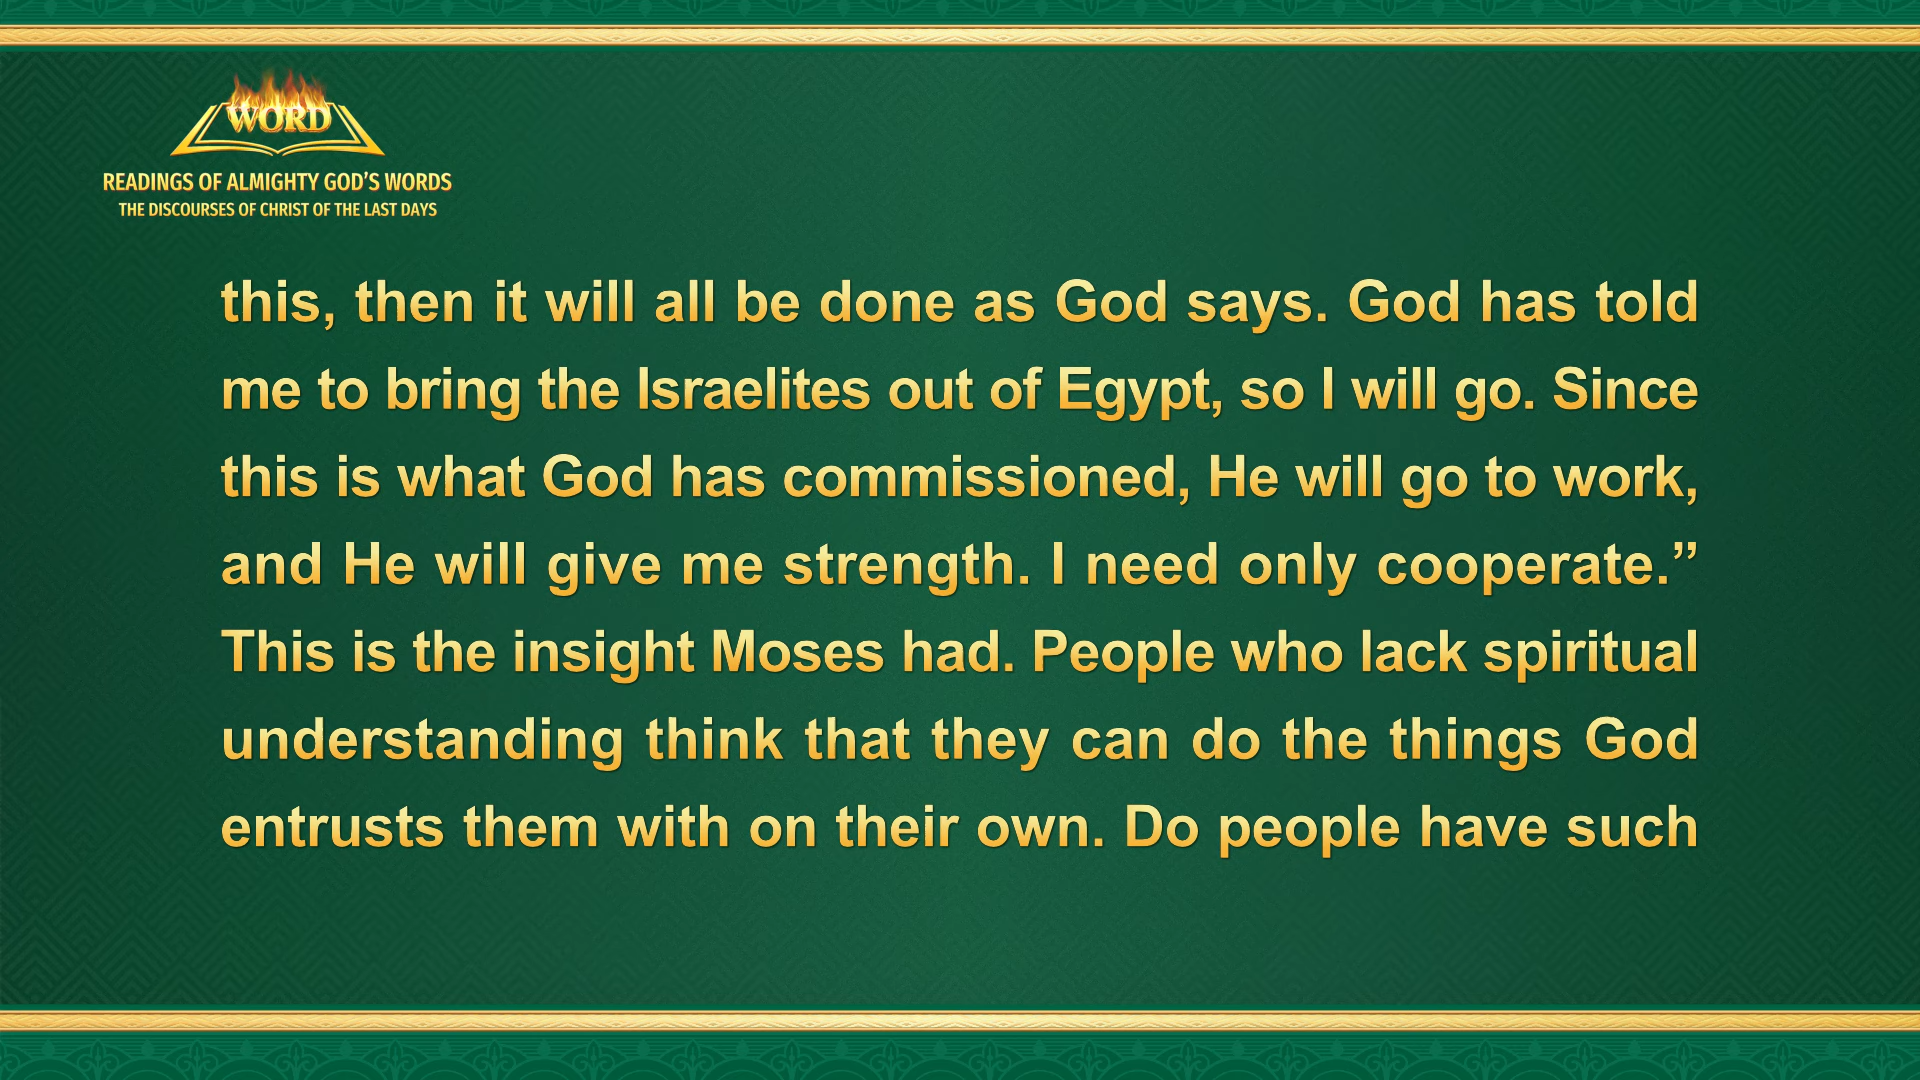 WORD
READINGS OF ALMIGHTY GOD'S WORDS
THE DISCOURSES OF CHRIST OF THE LAST DAYS
this, then it will all be done as God says. God has told
me to bring the Israelites out of Egypt, so I will go. Since
this is what God has commissioned, He will go to work,
and He will give me strength. I need only cooperate.”
This is the insight Moses had. People who lack spiritual
understanding think that they can do the things God
entrusts them with on their own. Do people have such